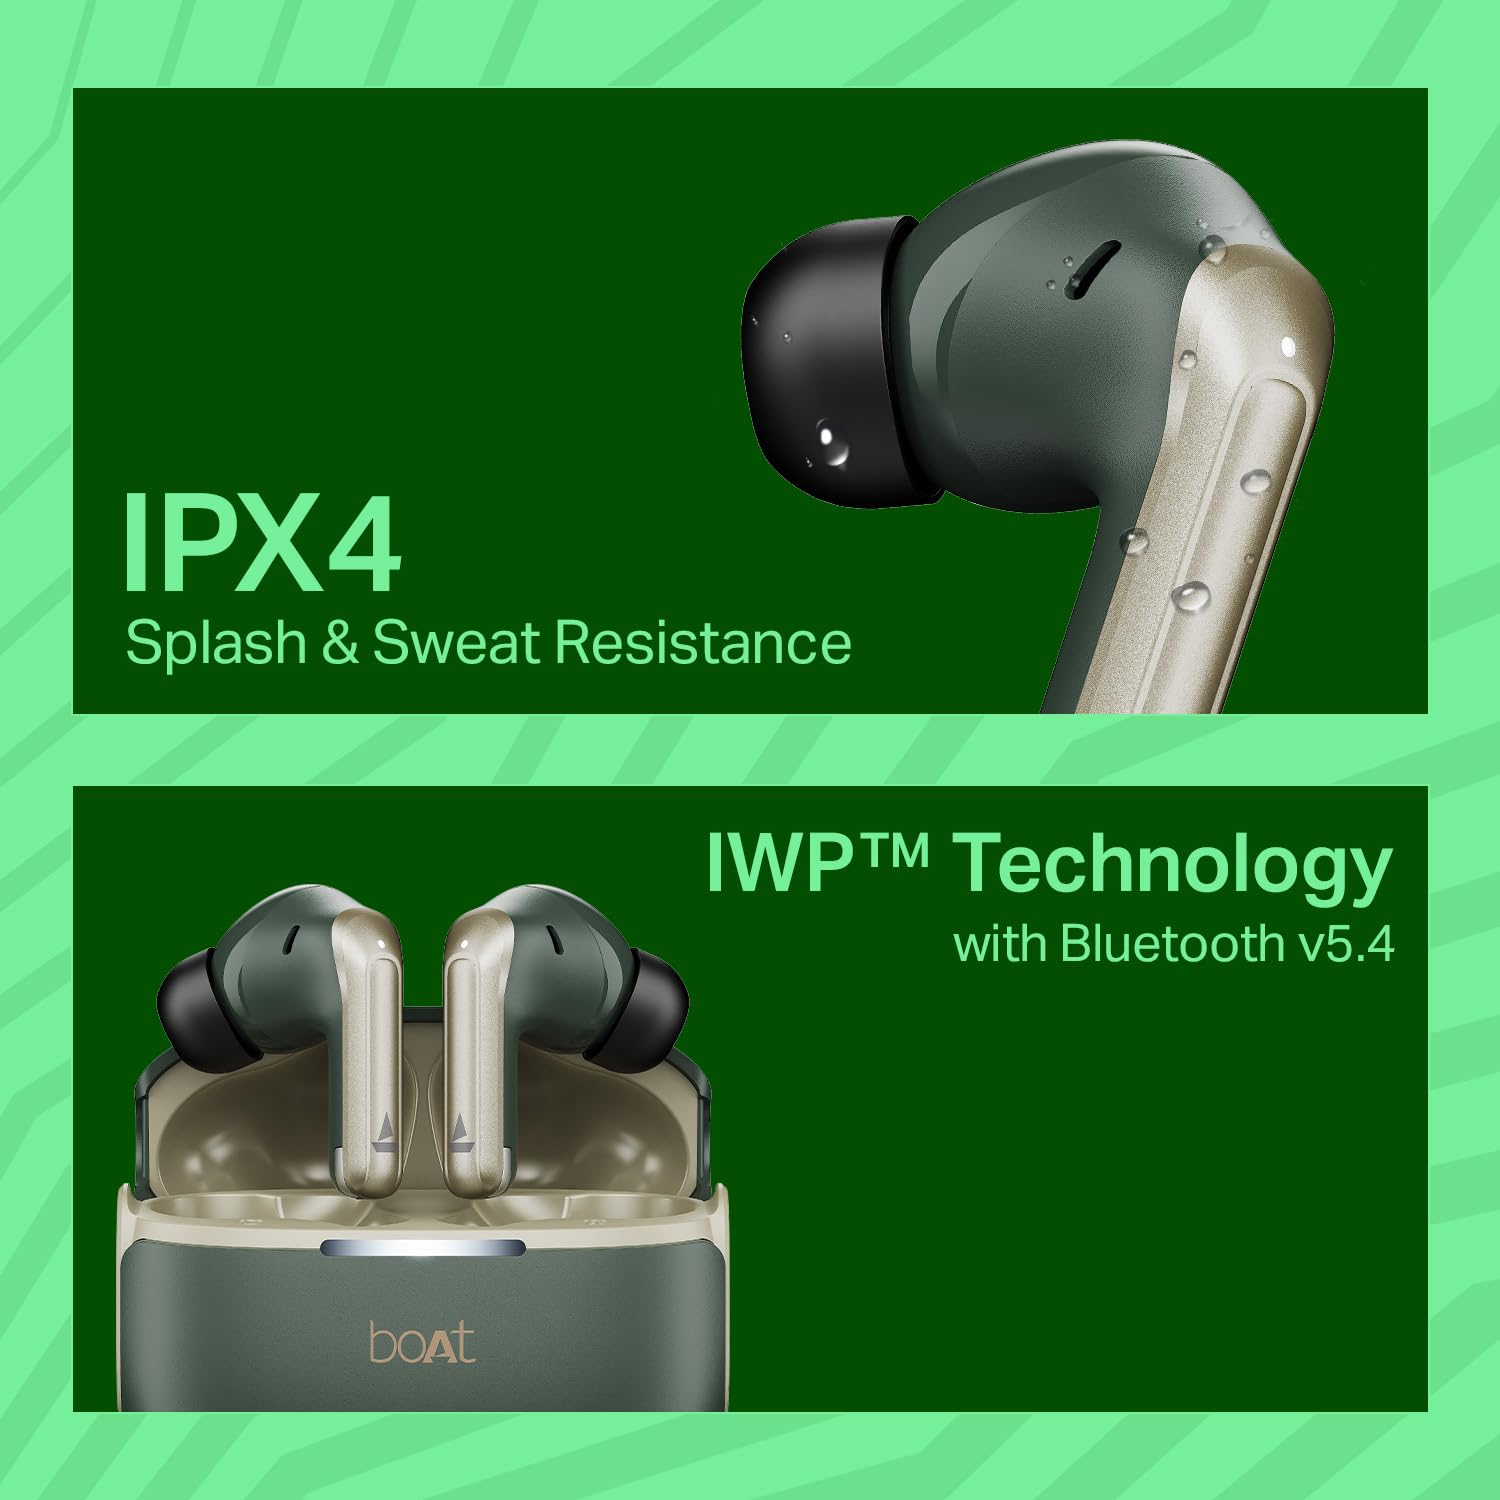 IPX4
Splash & Sweat Resistance
IWP™ Technology
with Bluetooth v5.4
boAt